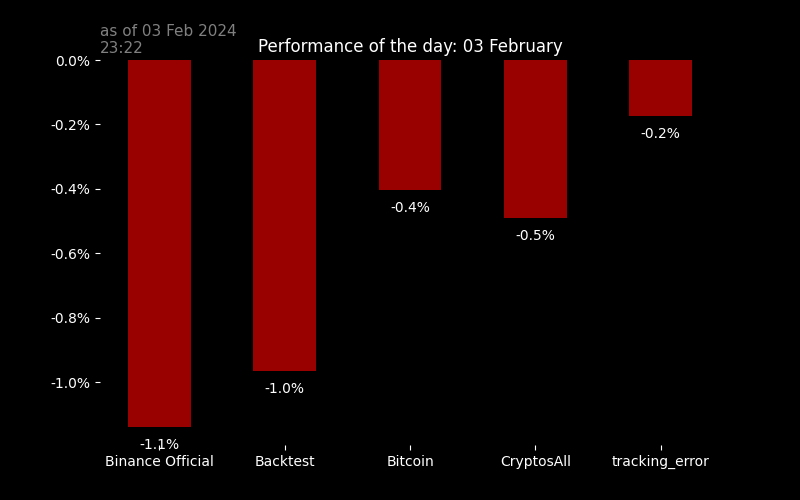 as of 03 Feb 2024
23:22
Performance of the day: 03 February
0.0%
-0.2%
-0.4%
-0.6%
-0.8%
-1.0%
-1.1%
-1.0%
-0.4%
-0.5%
-0.2%
Binance Official
Backtest
Bitcoin
CryptosAll
tracking_error